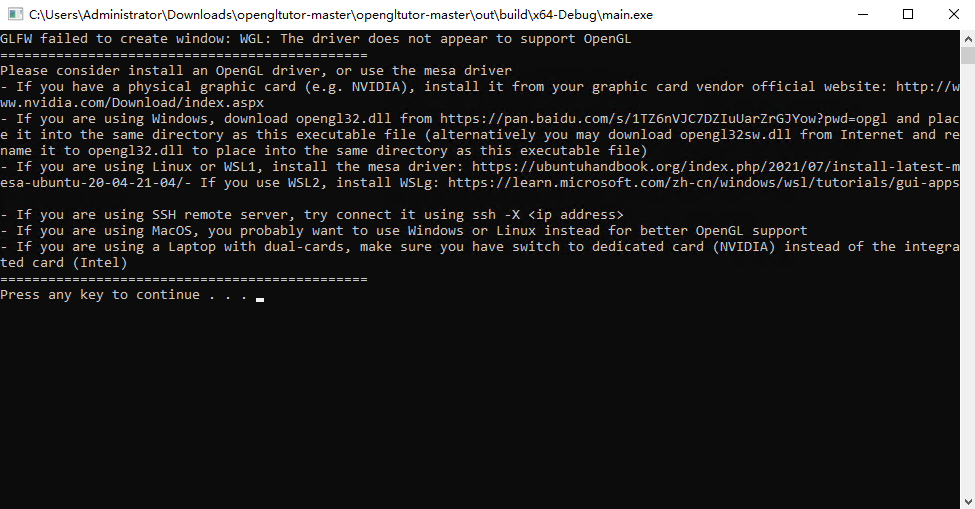 C:\Users\Administrator\Downloads\opengltutor-master\opengltutor-master\out\build\x64-Debug\main.exe
GLFW failed to create window: WGL: The driver does not appear to support OpenGL
==============================================
Please consider install an OpenGL driver, or use the mesa driver
- If you have a physical graphic card (e.g. NVIDIA), install it from your graphic card vendor official website: http://w
ww.nvidia.com/Download/index.aspx
- If you are using Windows, download opengl32.dll from https://pan.baidu.com/s/1TZ6nVJC7DZIuUarZrGJYow?pwd=opgl and plac
e it into the same directory as this executable file (alternatively you may download opengl32sw.dll from Internet and re
name it to opengl32.dll to place into the same directory as this executable file)
- If you are using Linux or WSL1, install the mesa driver: https://ubuntuhandbook.org/index.php/2021/07/install-latest-m
esa-ubuntu-20-04-21-04/- If you use WSL2, install WSLg: https://learn.microsoft.com/zh-cn/windows/wsl/tutorials/gui-apps
- If you are using SSH remote server, try connect it using ssh -X <ip address>
- If you are using MacOS, you probably want to use Windows or Linux instead for better OpenGL support
- If you are using a Laptop with dual-cards, make sure you have switch to dedicated card (NVIDIA) instead of the integra
ted card (Intel)
==============================================
Press any key to continue . . .